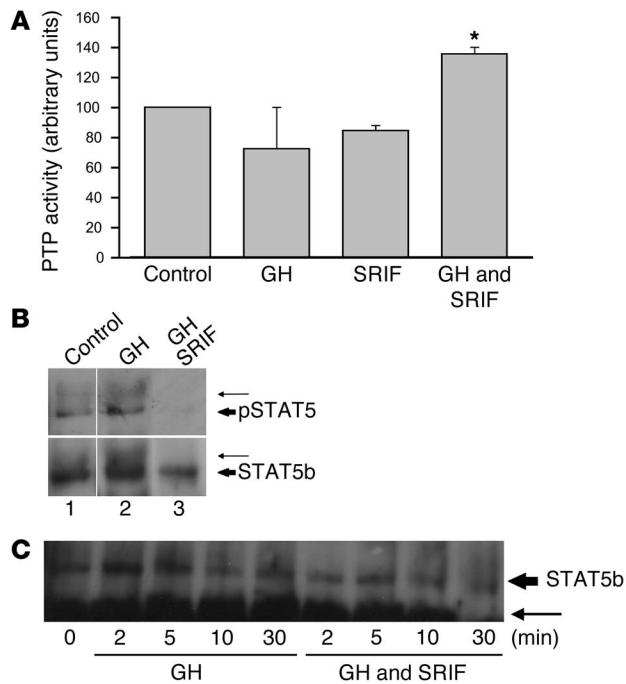 A
PTP activity (arbitrary units)
160
140
120
100
80
60
40
20
0
*
Control GH SRIF GH and
SRIF
B
Control GH GH
SRIF
pSTAT5
STAT5b
1 2 3
C
STAT5b
0 2 5 10 30 2 5 10 30 (min)
GH GH and SRIF